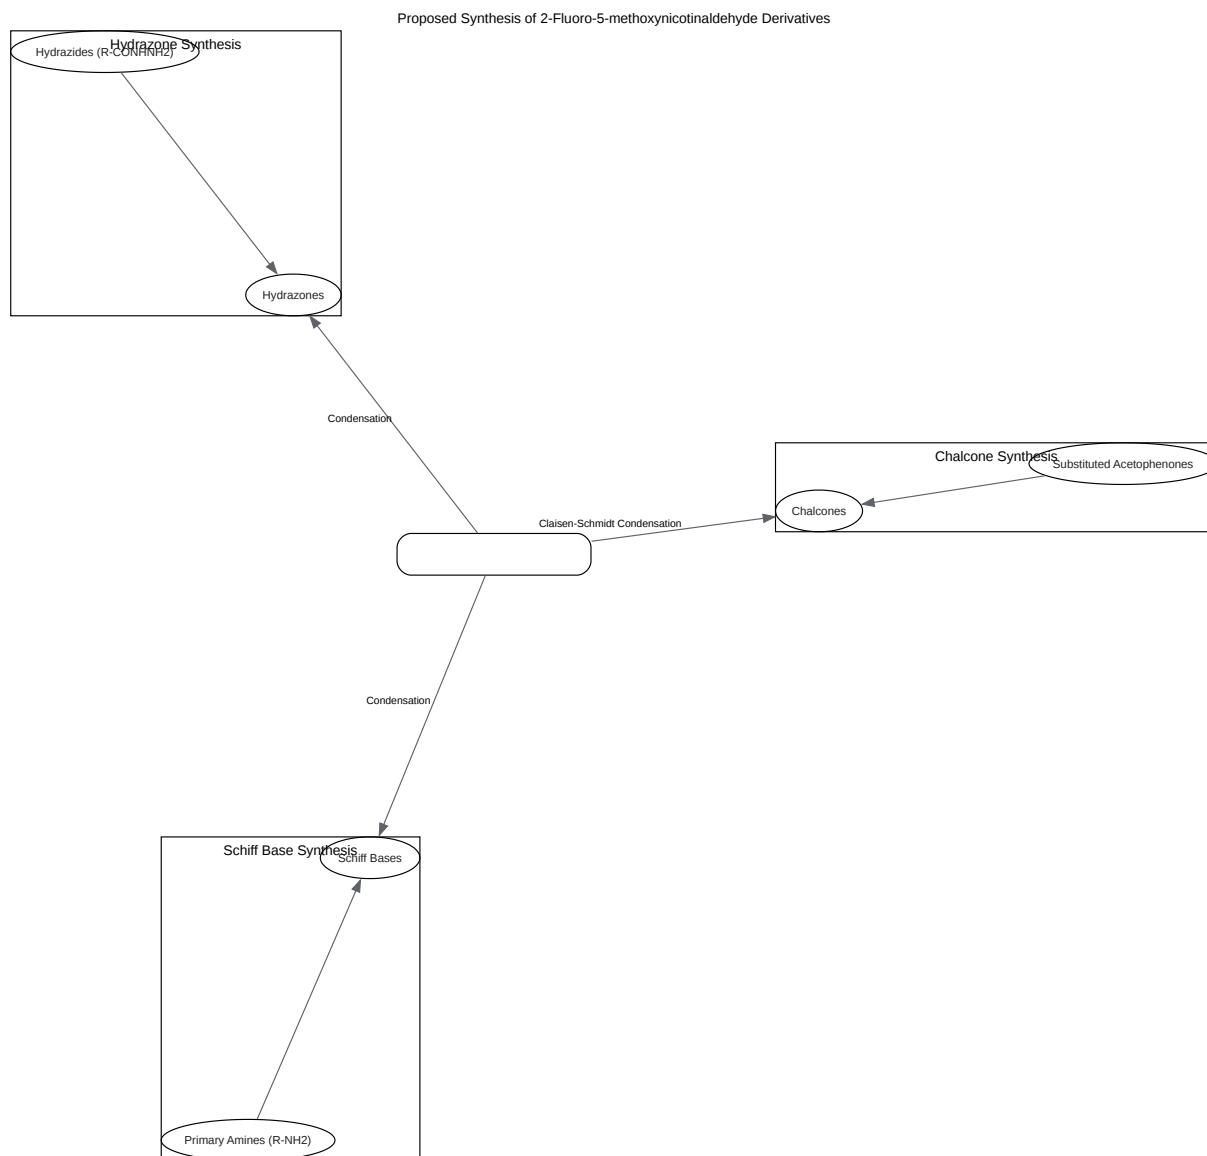 Proposed Synthesis of 2-Fluoro-5-methoxynicotinaldehyde Derivatives
Hydrazone Synthesis
Hydrazides (R-CONHNH2)
Hydrazones
Condensation
Chalcone Synthesis
Substituted Acetophenones
Chalcones
Claisen-Schmidt Condensation
Condensation
Schiff Base Synthesis
Schiff Bases
Primary Amines (R-NH2)